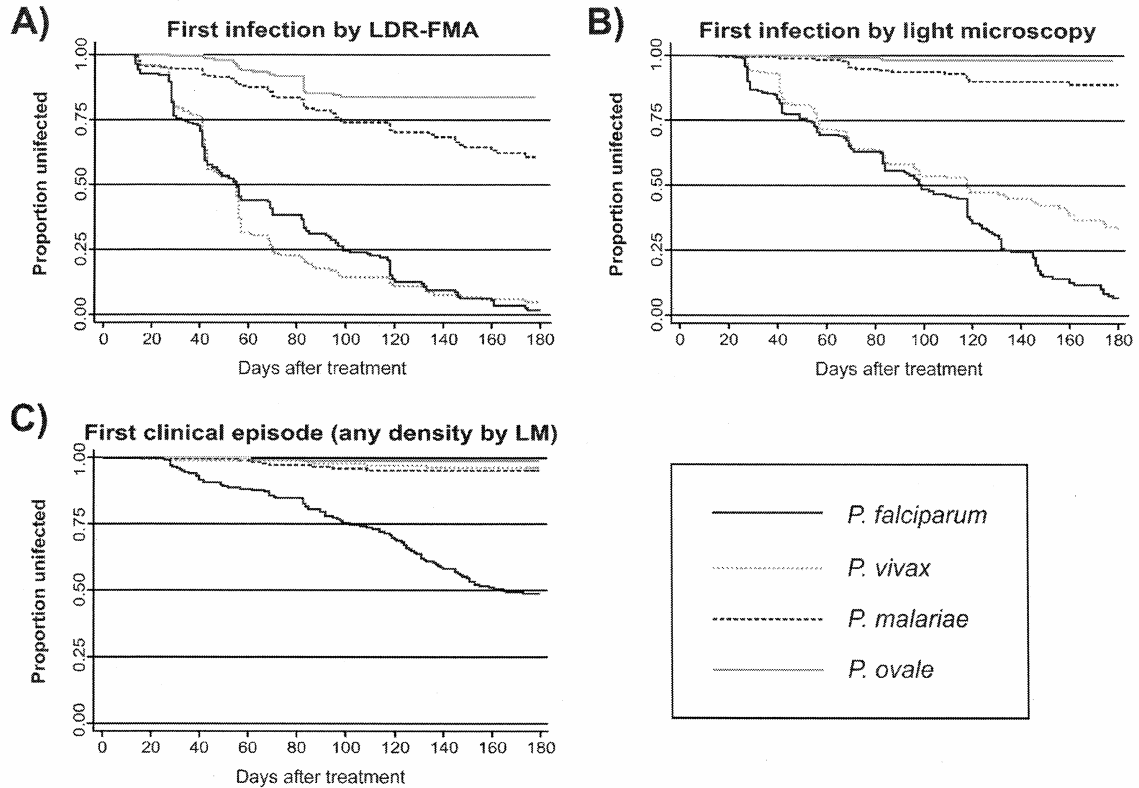 A)
First infection by LDR-FMA
Proportion unifected
1.00
0.75
0.50
0.25
0.00
0 20 40 60 80 100 120 140 160 180
Days after treatment
B)
First infection by light microscopy
Proportion unifected
1.00
0.75
0.50
0.25
0.00
0 20 40 60 80 100 120 140 160 180
Days after treatment
C)
First clinical episode (any density by LM)
Proportion unifected
1.00
0.75
0.50
0.25
0.00
0 20 40 60 80 100 120 140 160 180
Days after treatment
P. falciparum
P. vivax
P. malariae
P. ovale